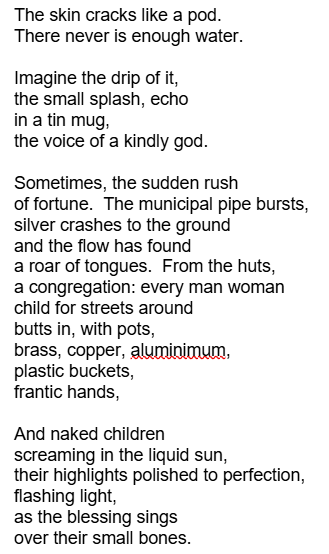 The skin cracks like a pod.
There never is enough water.
Imagine the drip of it,
the small splash, echo
in a tin mug,
the voice of a kindly god.
Sometimes, the sudden rush
of fortune.  The municipal pipe bursts,
silver crashes to the ground
and the flow has found
a roar of tongues.  From the huts,
a congregation: every man woman
child for streets around
butts in, with pots,
brass, copper, aluminimum,
plastic buckets,
frantic hands,
And naked children
screaming in the liquid sun,
their highlights polished to perfection,
flashing light,
as the blessing sings
over their small bones.